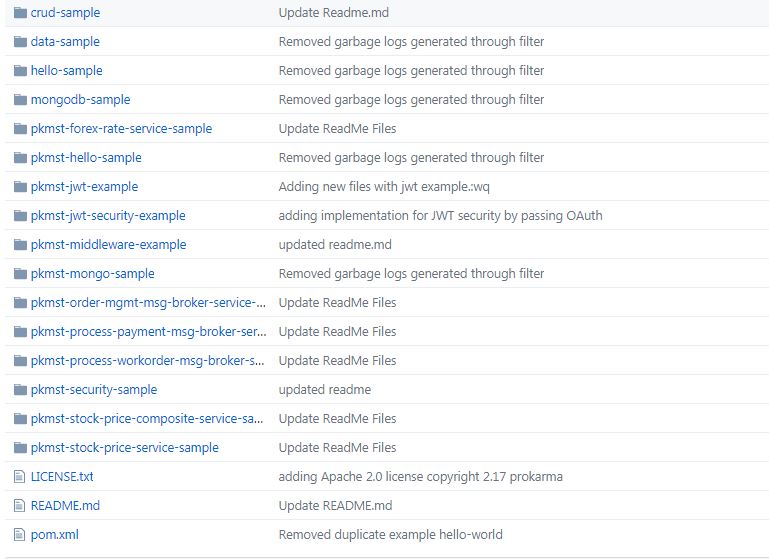 crud-sample Update Readme.md
data-sample Removed garbage logs generated through filter
hello-sample Removed garbage logs generated through filter
mongodb-sample Removed garbage logs generated through filter
pkmst-forex-rate-service-sample Update ReadMe Files
pkmst-hello-sample Removed garbage logs generated through filter
pkmst-jwt-example Adding new files with jwt example.:wq
pkmst-jwt-security-example adding implementation for JWT security by passing OAuth
pkmst-middleware-example updated readme.md
pkmst-mongo-sample Removed garbage logs generated through filter
pkmst-order-mgmt-msg-broker-service-... Update ReadMe Files
pkmst-process-payment-msg-broker-ser... Update ReadMe Files
pkmst-process-workorder-msg-broker-s... Update ReadMe Files
pkmst-security-sample updated readme
pkmst-stock-price-composite-service-sa... Update ReadMe Files
pkmst-stock-price-service-sample Update ReadMe Files
LICENSE.txt adding Apache 2.0 license copyright 2.17 prokarma
README.md Update README.md
pom.xml Removed duplicate example hello-world